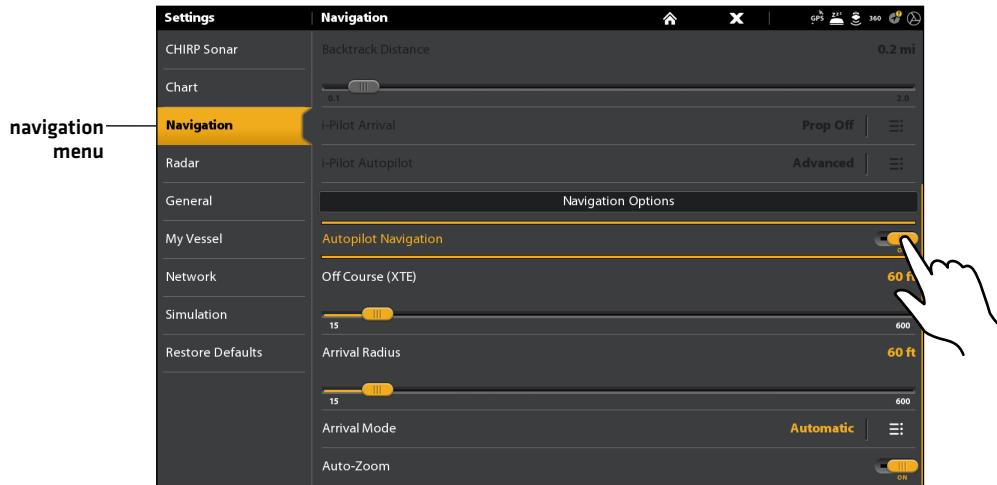 Settings
Navigation
X
GPS
zzz
360
CHIRP Sonar
Chart
Navigation
Radar
General
My Vessel
Network
Simulation
Restore Defaults
navigation
menu
Backtrack Distance
0.2 mi
0.1
2.0
i-Pilot Arrival
Prop Off
i-Pilot Autopilot
Advanced
Navigation Options
Autopilot Navigation
Off Course (XTE)
60 ft
15
600
Arrival Radius
60 ft
15
600
Arrival Mode
Automatic
Auto-Zoom
ON